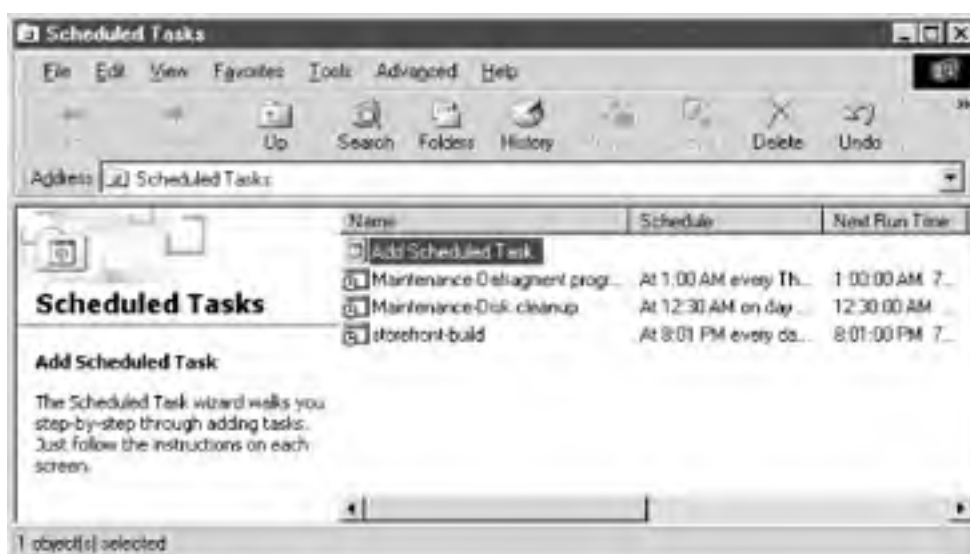 Scheduled Tasks
File Edit View Favorites Tools Advanced Help
Up Search Folders History Delete Undo
Address Scheduled Tasks
Name Schedule Next Run Time
Add Scheduled Task
Maintenance-Defragment progr... At 1:00 AM every Th... 1:00:00 AM 7...
Maintenance-Disk cleanup At 12:30 AM on day ... 12:30:00 AM ...
storefront-build At 8:01 PM every da... 8:01:00 PM 7...
Scheduled Tasks
Add Scheduled Task
The Scheduled Task wizard walks you
step-by-step through adding tasks.
Just follow the instructions on each
screen.
1 object(s) selected